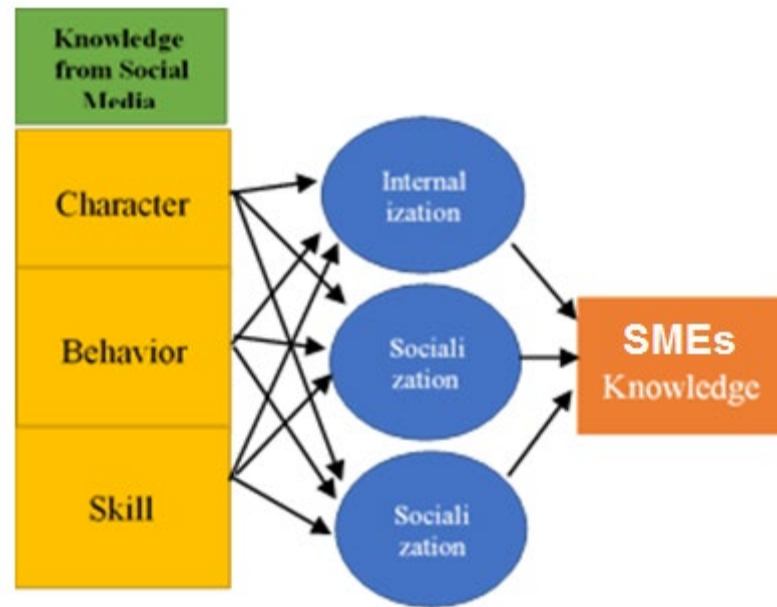 Knowledge
from Social
Media
Character
Behavior
Skill
Internal
ization
Sociali
zation
Sociali
zation
SMEs
Knowledge